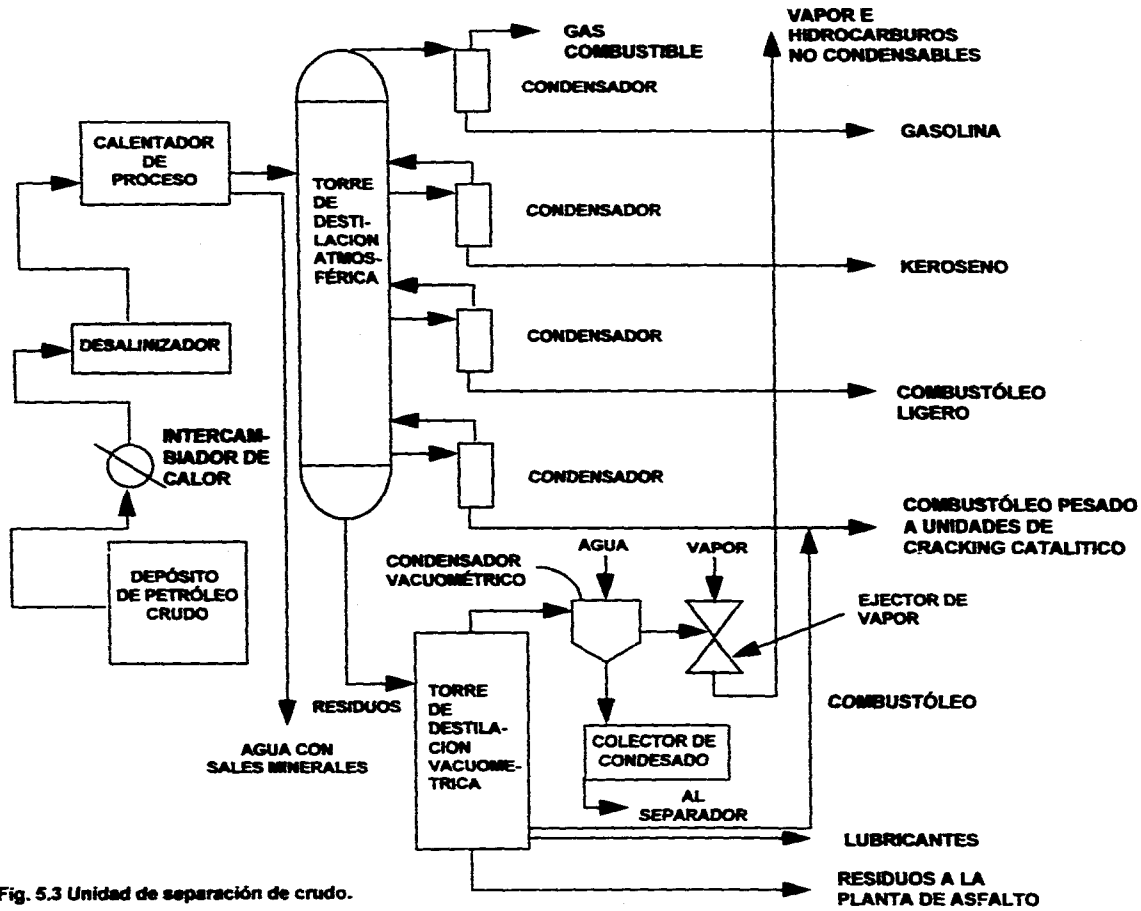 VAPOR E
HIDROCARBUROS
NO CONDENSABLES
GAS
COMBUSTIBLE
CONDENSADOR
GASOLINA
CALENTADOR
DE
PROCESO
TORRE
DE
DESTI-
LACION
ATMOS-
FÉRICA
CONDENSADOR
KEROSENO
DESALINIZADOR
CONDENSADOR
COMBUSTÓLEO
LIGERO
INTERCAM-
BIADOR DE
CALOR
CONDENSADOR
COMBUSTÓLEO PESADO
A UNIDADES DE
CRACKING CATALITICO
DEPÓSITO
DE PETRÓLEO
CRUDO
CONDENSADOR
VACUOMÉTRICO
AGUA
VAPOR
EJECTOR DE
VAPOR
RESIDUOS
TORRE
DE
DESTILA-
CION
VACUOME-
TRICA
COMBUSTÓLEO
AGUA CON
SALES MINERALES
COLECTOR DE
CONDESADO
AL
SEPARADOR
LUBRICANTES
RESIDUOS A LA
PLANTA DE ASFALTO
Fig. 5.3 Unidad de separación de crudo.